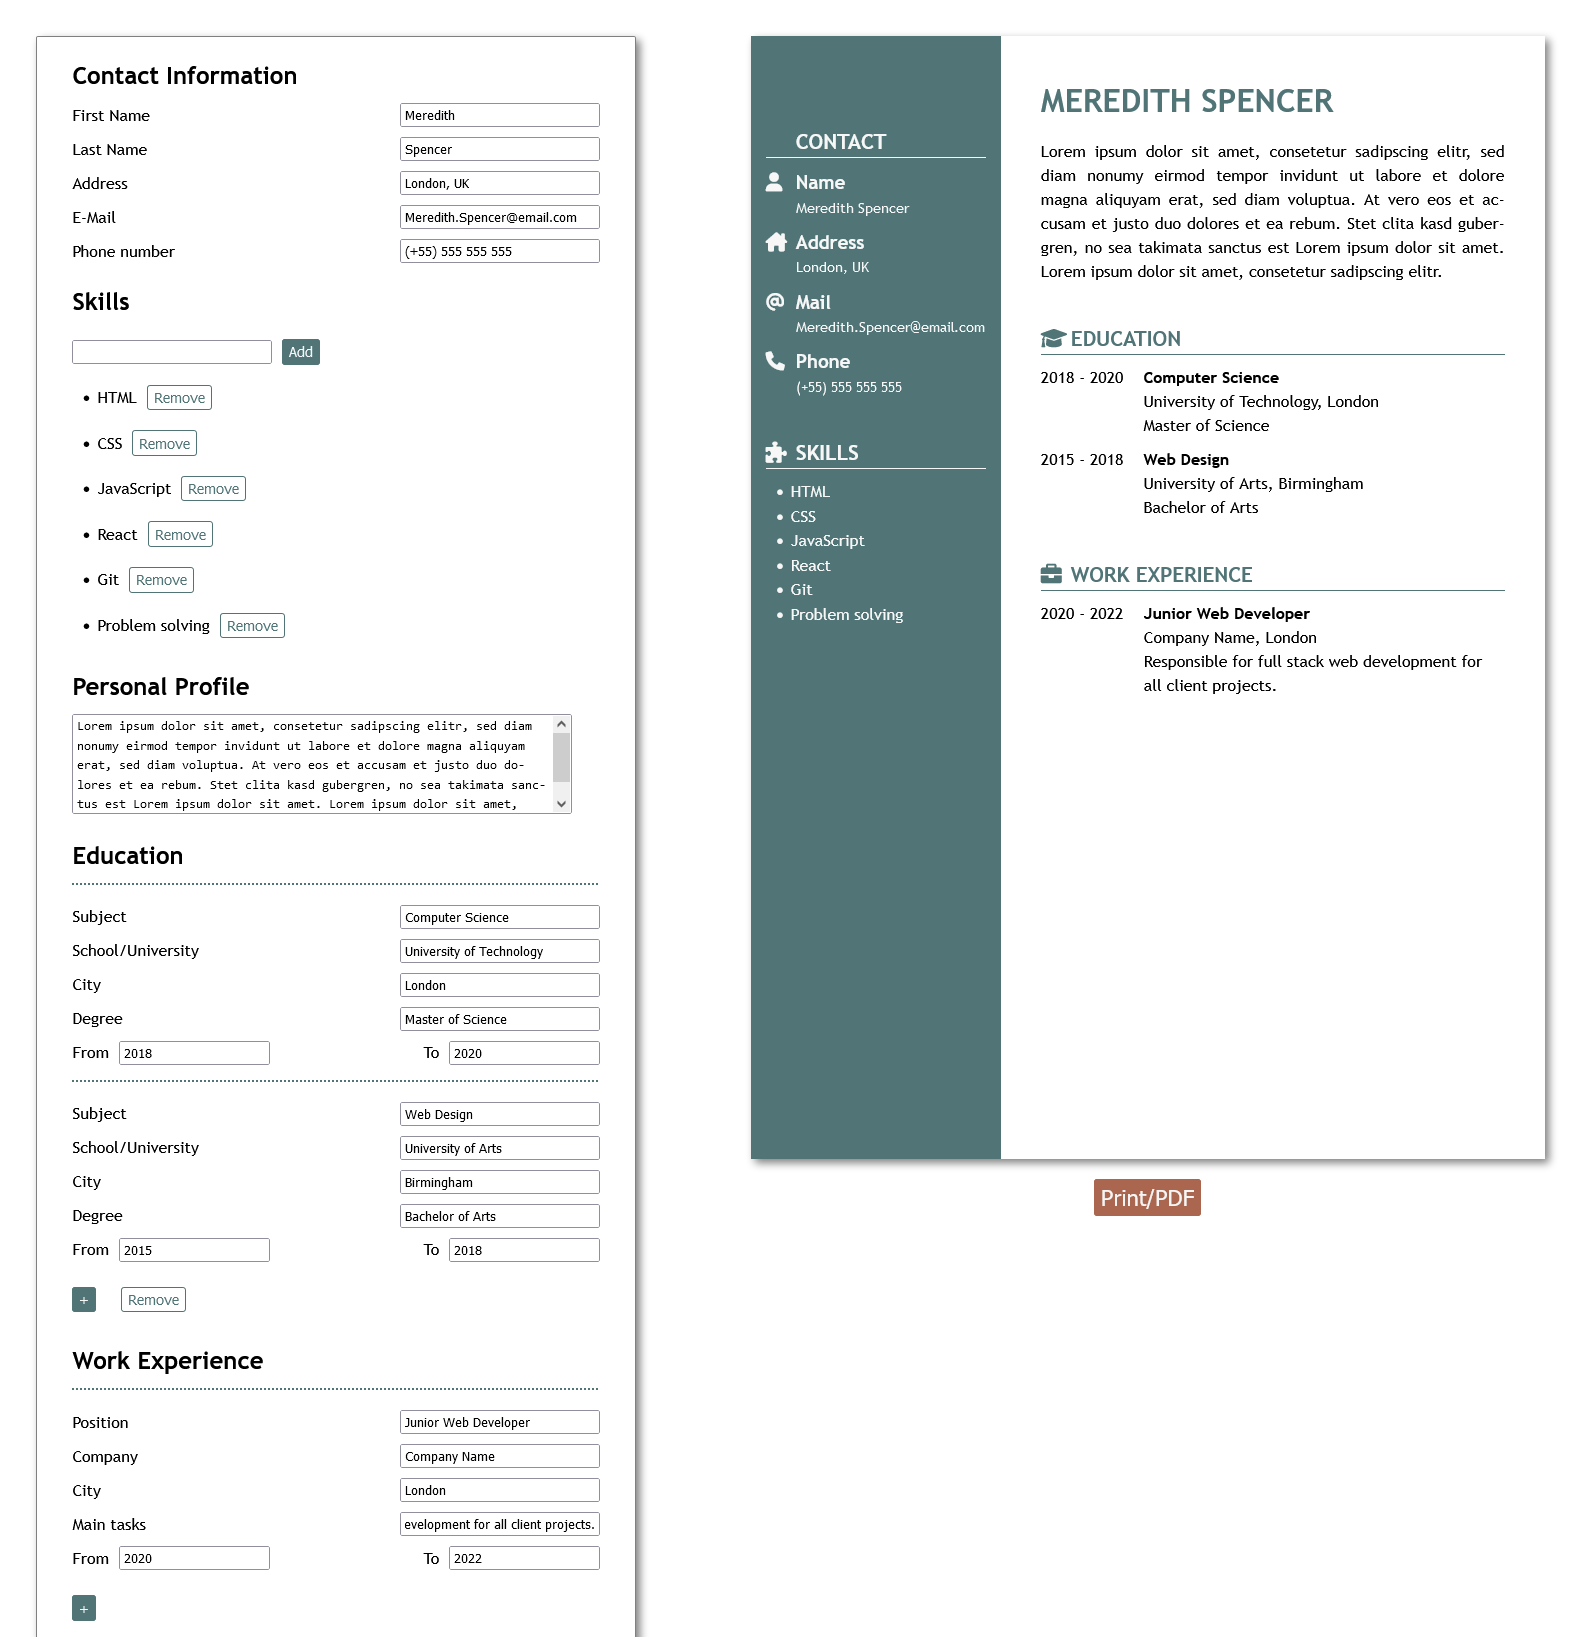 Contact Information
First Name Meredith
Last Name Spencer
Address London, UK
E-Mail Meredith.Spencer@email.com
Phone number (+55) 555 555 555
Skills
Add
• HTML Remove
• CSS Remove
• JavaScript Remove
• React Remove
• Git Remove
• Problem solving Remove
Personal Profile
Lorem ipsum dolor sit amet, consetetur sadipscing elitr, sed diam
nonumy eirmod tempor invidunt ut labore et dolore magna aliquyam
erat, sed diam voluptua. At vero eos et accusam et justo duo do-
lores et ea rebum. Stet clita kasd gubergren, no sea takimata sanc-
tus est Lorem ipsum dolor sit amet. Lorem ipsum dolor sit amet,
Education
Subject Computer Science
School/University University of Technology
City London
Degree Master of Science
From 2018 To 2020
Subject Web Design
School/University University of Arts
City Birmingham
Degree Bachelor of Arts
From 2015 To 2018
+ Remove
Work Experience
Position Junior Web Developer
Company Company Name
City London
Main tasks evelopment for all client projects.
From 2020 To 2022
+
CONTACT
Name
Meredith Spencer
Address
London, UK
Mail
Meredith.Spencer@email.com
Phone
(+55) 555 555 555
SKILLS
• HTML
• CSS
• JavaScript
• React
• Git
• Problem solving
MEREDITH SPENCER
Lorem ipsum dolor sit amet, consetetur sadipscing elitr, sed
diam nonumy eirmod tempor invidunt ut labore et dolore
magna aliquyam erat, sed diam voluptua. At vero eos et ac-
cusam et justo duo dolores et ea rebum. Stet clita kasd guber-
gren, no sea takimata sanctus est Lorem ipsum dolor sit amet.
Lorem ipsum dolor sit amet, consetetur sadipscing elitr.
EDUCATION
2018 - 2020 Computer Science
University of Technology, London
Master of Science
2015 - 2018 Web Design
University of Arts, Birmingham
Bachelor of Arts
WORK EXPERIENCE
2020 - 2022 Junior Web Developer
Company Name, London
Responsible for full stack web development for
all client projects.
Print/PDF